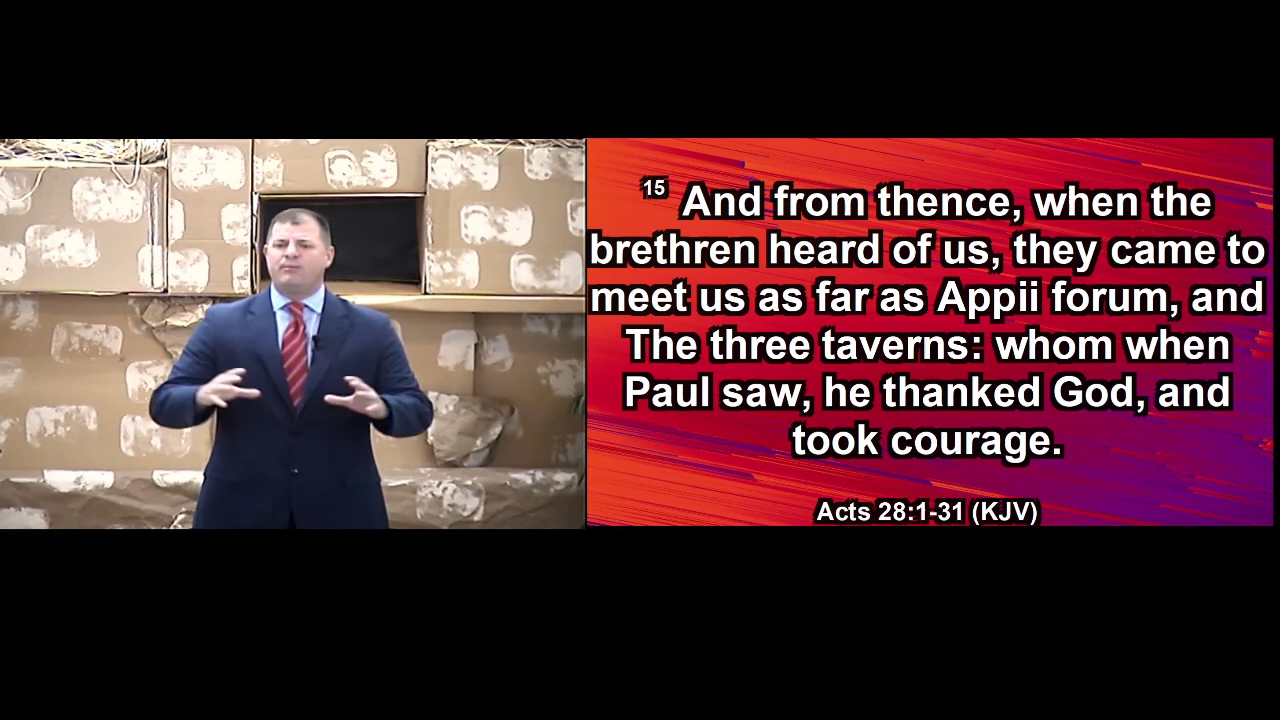 15 And from thence, when the
brethren heard of us, they came to
meet us as far as Appii forum, and
The three taverns: whom when
Paul saw, he thanked God, and
took courage.
Acts 28:1-31 (KJV)